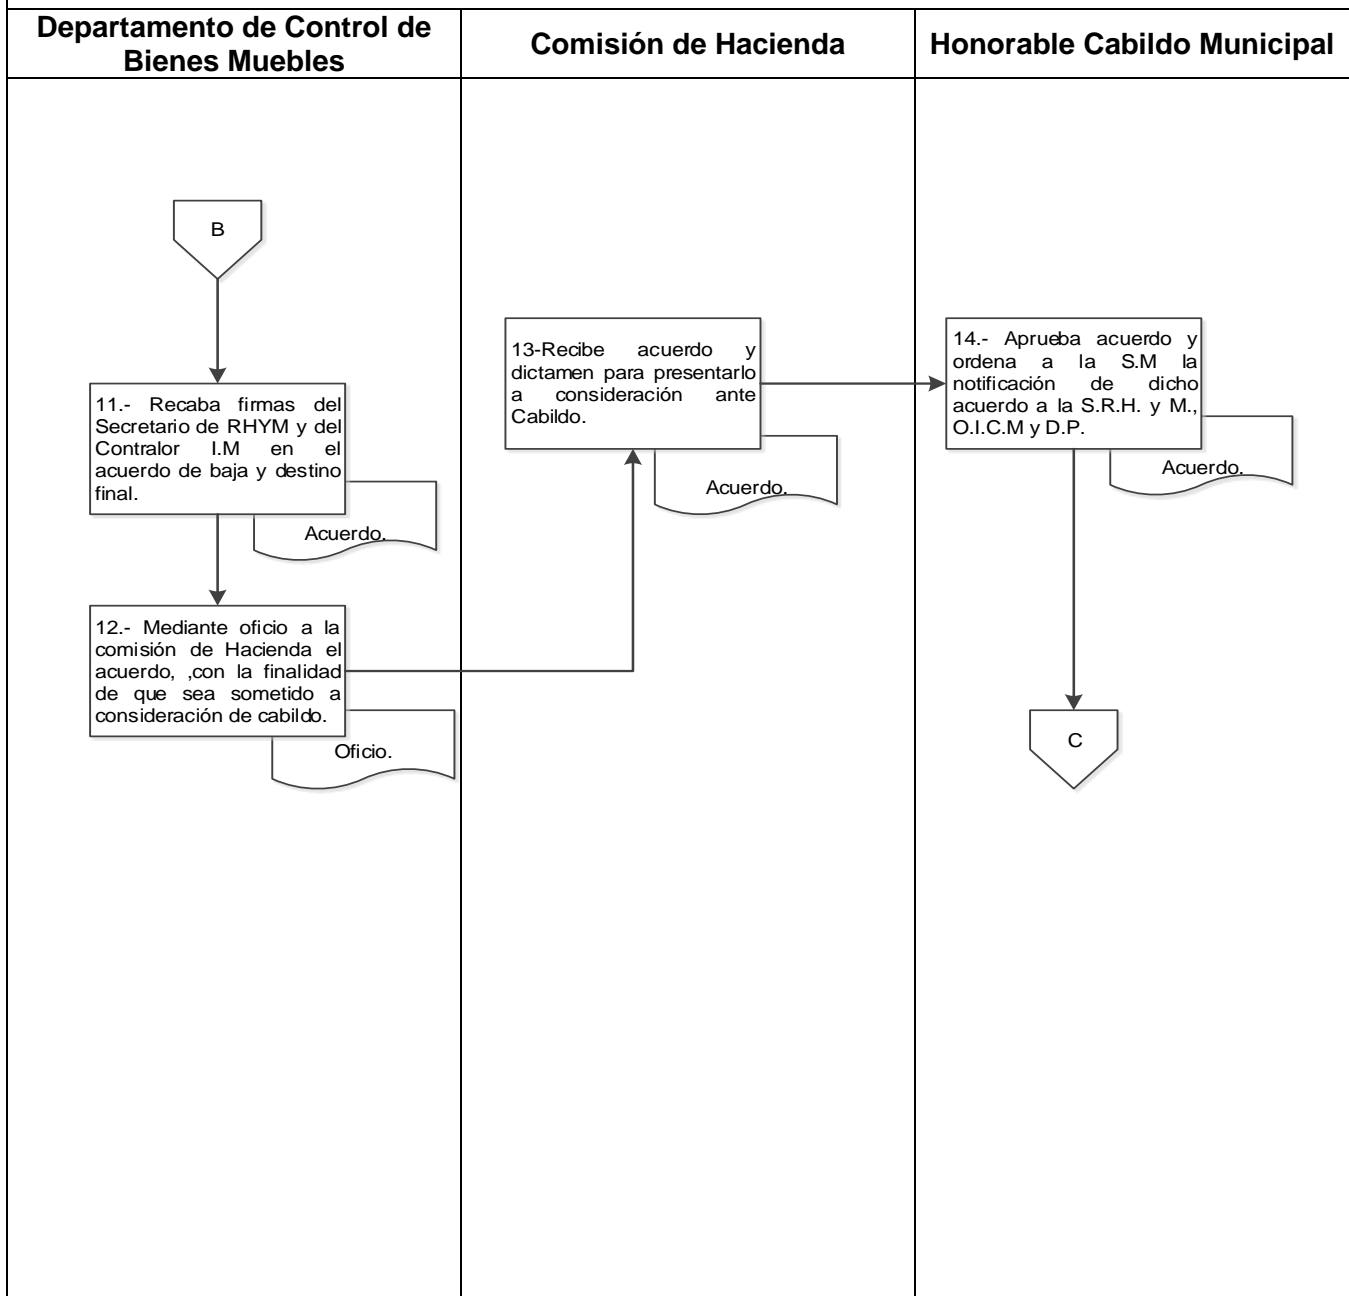 Departamento de Control de
Bienes Muebles
Comisión de Hacienda
Honorable Cabildo Municipal
B
11.- Recaba firmas del
Secretario de RHYM y del
Contralor I.M en el
acuerdo de baja y destino
final.
Acuerdo.
12.- Mediante oficio a la
comisión de Hacienda el
acuerdo, ,con la finalidad
de que sea sometido a
consideración de cabildo.
Oficio.
13-Recibe acuerdo y
dictamen para presentarlo
a consideración ante
Cabildo.
Acuerdo.
14.- Aprueba acuerdo y
ordena a la S.M la
notificación de dicho
acuerdo a la S.R.H. y M.,
O.I.C.M y D.P.
Acuerdo.
C